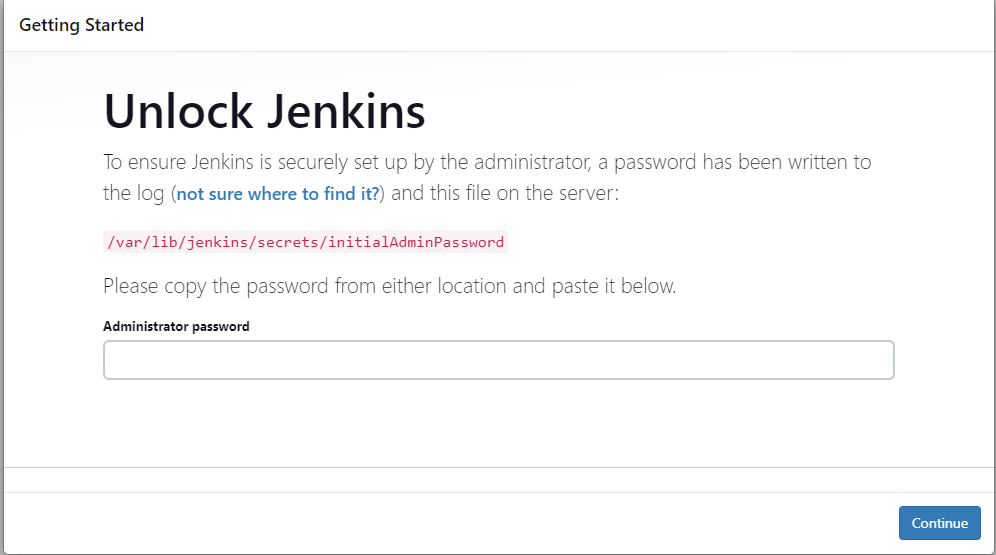 Getting Started
Unlock Jenkins
To ensure Jenkins is securely set up by the administrator, a password has been written to
the log (not sure where to find it?) and this file on the server:
/var/lib/jenkins/secrets/initialAdminPassword
Please copy the password from either location and paste it below.
Administrator password
Continue